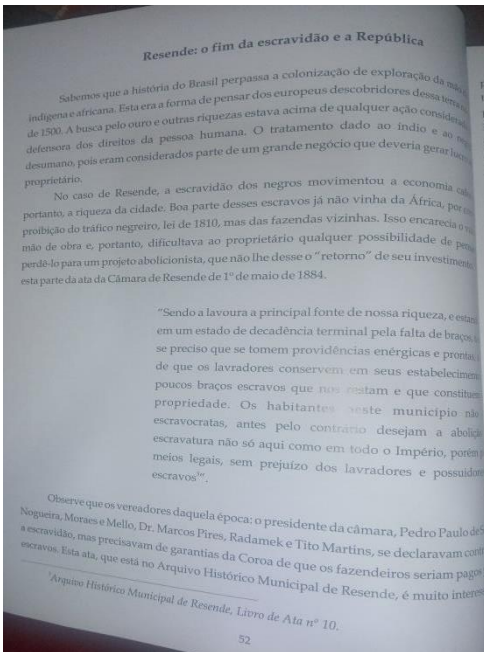 Resende: o fim da escravidão e a República
Sabemos que a história do Brasil perpassa a colonização de exploração da
indígena e africana. Esta era a forma de pensar dos europeus descobridores dessa terra
de 1500. A busca pelo ouro e outras riquezas estava acima de qualquer ação
defensora dos direitos da pessoa humana. O tratamento dado ao índio e ao
desumano, pois eram considerados parte de um grande negócio que deveria gerar lucro
proprietário.
No caso de Resende, a escravidão dos negros movimentou a economia
portanto, a riqueza da cidade. Boa parte desses escravos já não vinha da África, por
proibição do tráfico negreiro, lei de 1810, mas das fazendas vizinhas. Isso encarecia o
mão de obra e, portanto, dificultava ao proprietário qualquer possibilidade de
perdê-lo para um projeto abolicionista, que não lhe desse o "retorno" de seu investimento
esta parte da ata da Câmara de Resende de 1º de maio de 1884.
"Sendo a lavoura a principal fonte de nossa riqueza, e
em um estado de decadência terminal pela falta de braços,
se preciso que se tomem providências enérgicas e prontas
de que os lavradores conservem em seus
poucos braços escravos que nos restam e que
propriedade. Os habitantes neste município não
escravocratas, antes pelo contrário desejam a
escravatura não só aqui como em todo o Império, porém
meios legais, sem prejuízo dos lavradores e
escravos¹".
Observe que os vereadores daquela época: o presidente da câmara, Pedro Paulo de
Nogueira, Moraes e Mello, Dr. Marcos Pires, Radamek e Tito Martins, se declaravam
a escravidão, mas precisavam de garantias da Coroa de que os fazendeiros seriam pagos
escravos. Esta ata, que está no Arquivo Histórico Municipal de Resende, é muito
¹Arquivo Histórico Municipal de Resende, Livro de Ata nº 10.
52